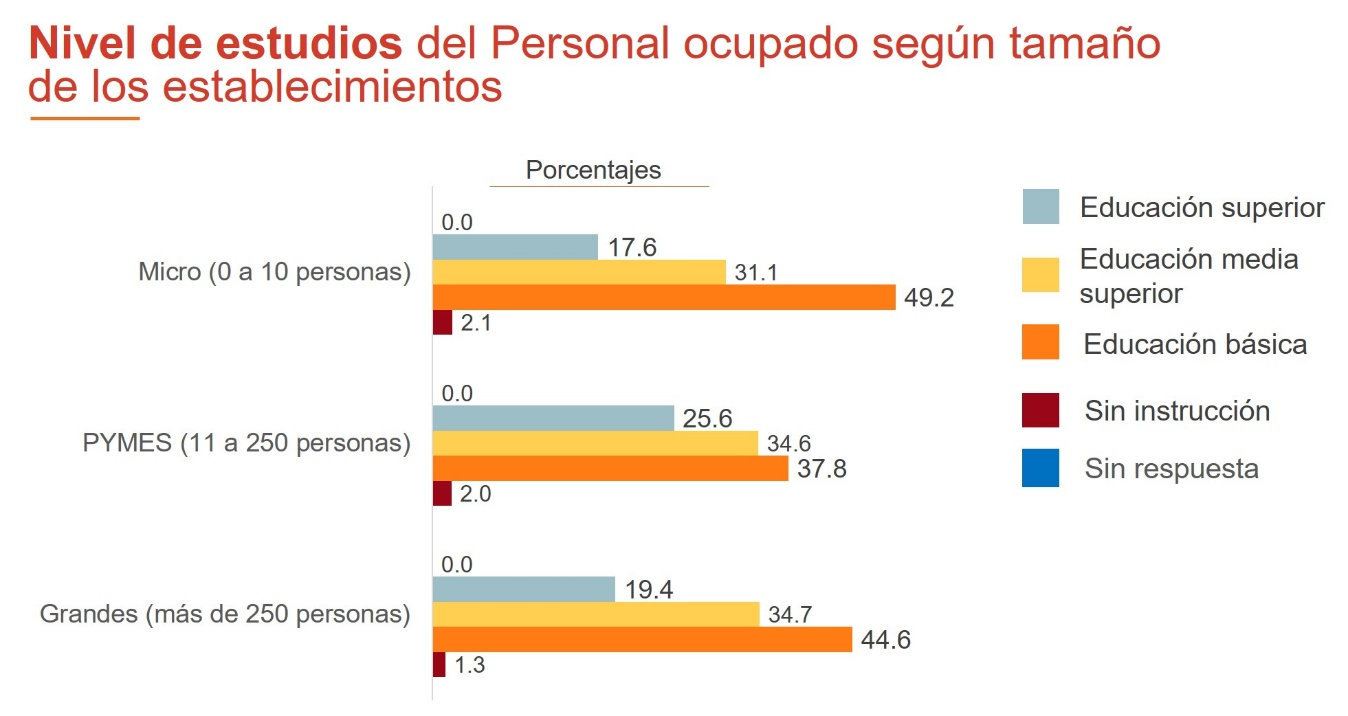 Nivel de estudios del Personal ocupado según tamaño
de los establecimientos
Porcentajes
Micro (0 a 10 personas)
0.0
17.6
31.1
49.2
2.1
PYMES (11 a 250 personas)
0.0
25.6
34.6
37.8
2.0
Grandes (más de 250 personas)
0.0
19.4
34.7
44.6
1.3
Educación superior
Educación media
superior
Educación básica
Sin instrucción
Sin respuesta